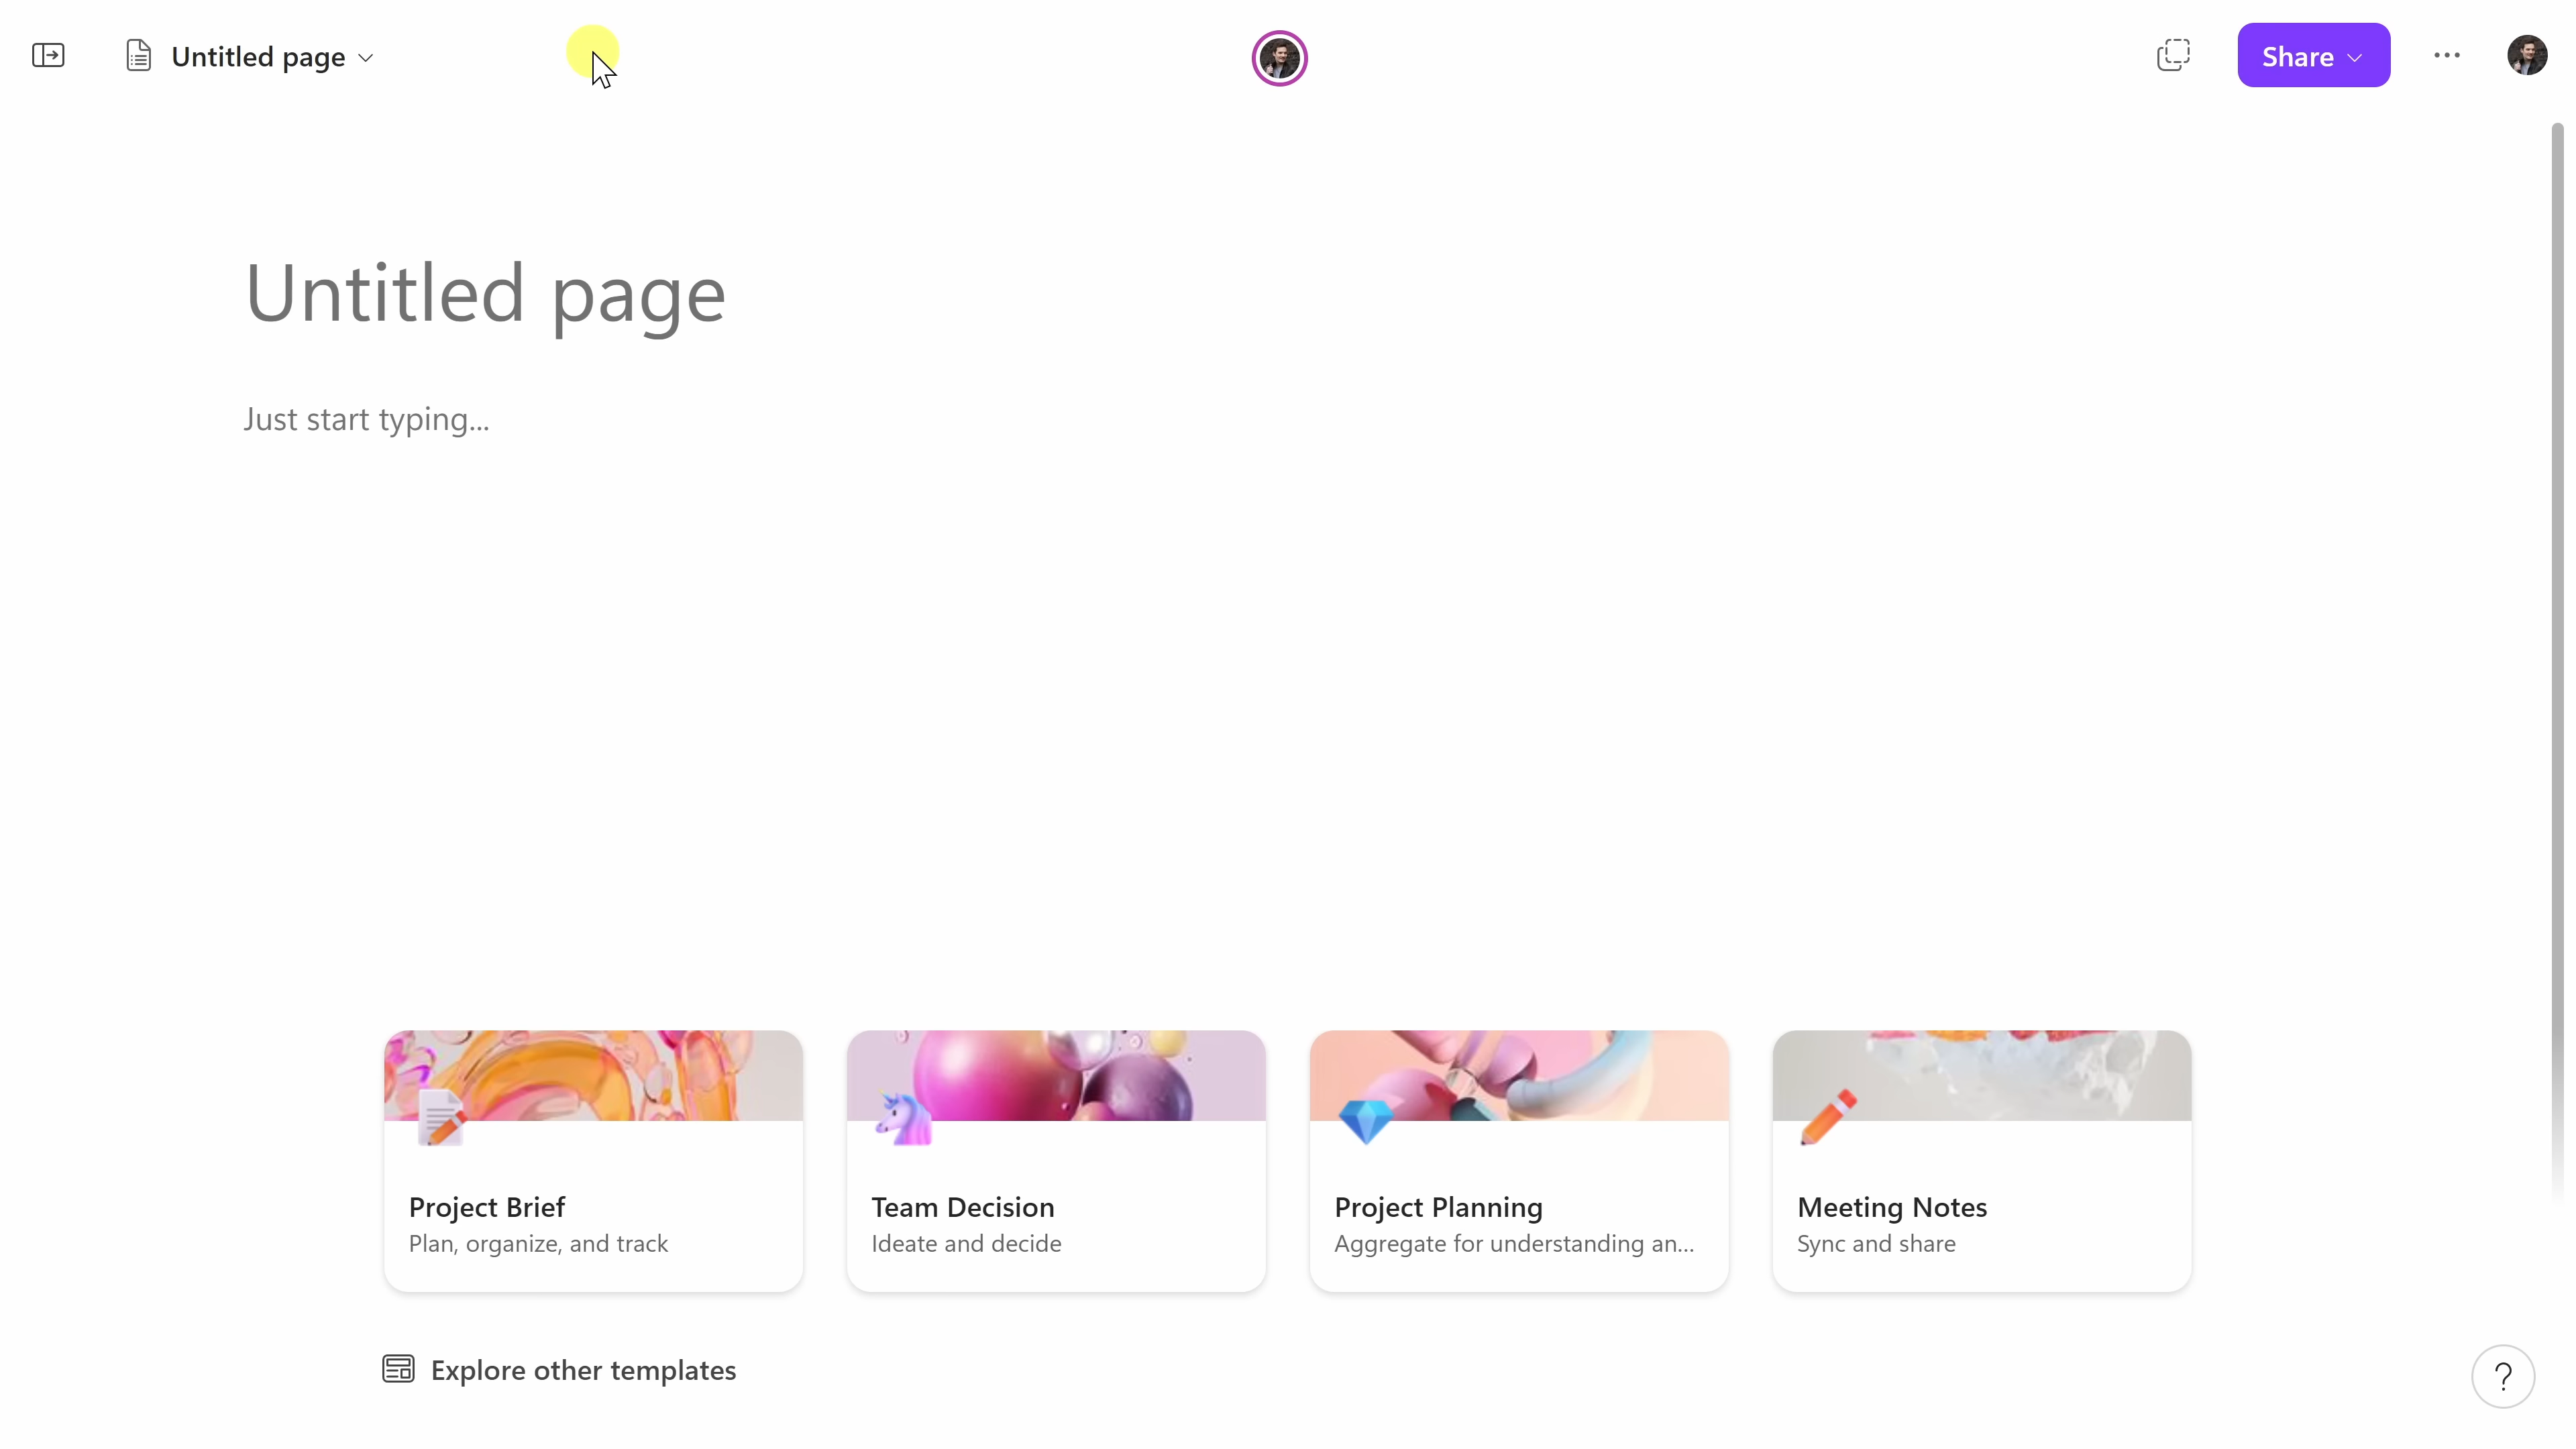 Untitled page
Share
Untitled page
Just start typing...
Project Brief
Plan, organize, and track
Team Decision
Ideate and decide
Project Planning
Aggregate for understanding an...
Meeting Notes
Sync and share
Explore other templates
?